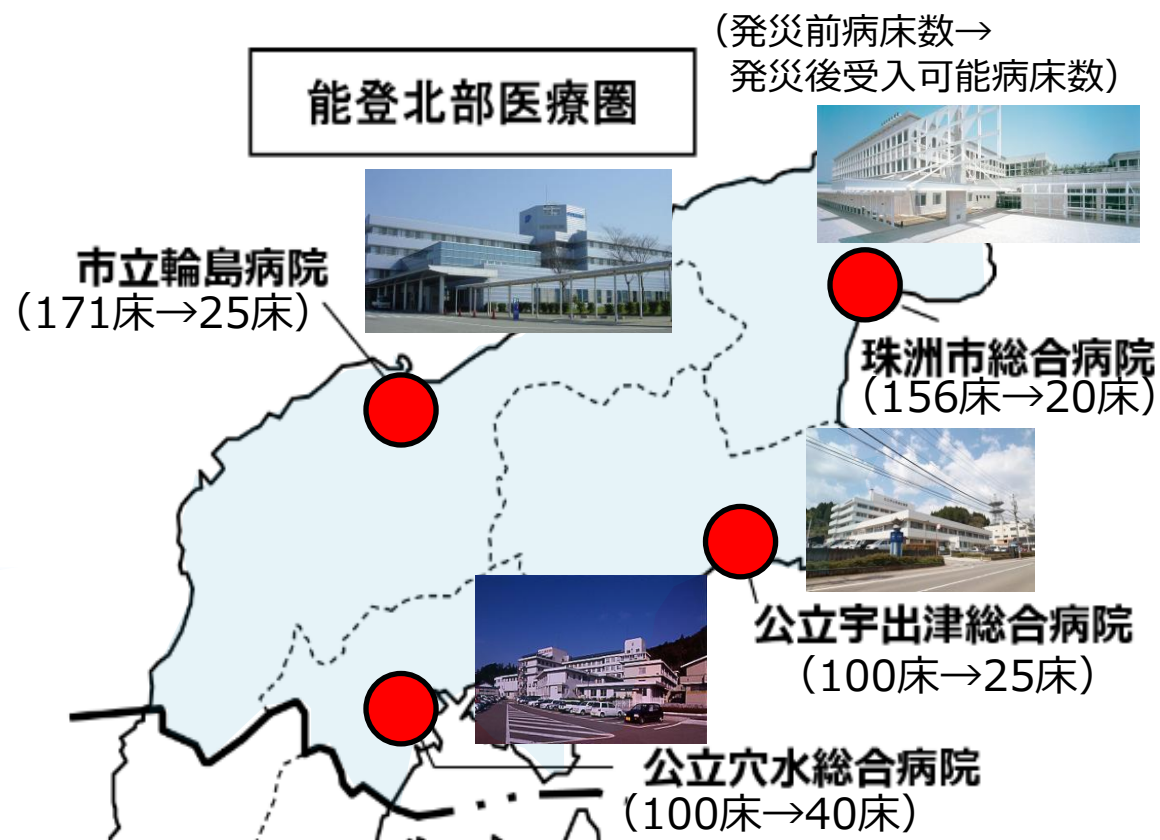 （発災前病床数→
発災後受入可能病床数）
能登北部医療圏
市立輪島病院
（171床→25床）
珠洲市総合病院
（156床→20床）
公立宇出津総合病院
（100床→25床）
公立穴水総合病院
（100床→40床）